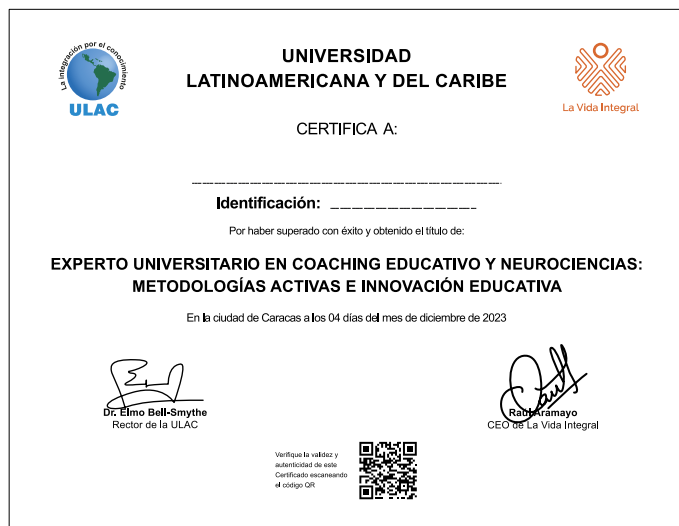 La integración por el conocimiento
ULAC
UNIVERSIDAD
LATINOAMERICANA Y DEL CARIBE
La Vida Integral
CERTIFICA A:
Identificación:
Por haber superado con éxito y obtenido el título de:
EXPERTO UNIVERSITARIO EN COACHING EDUCATIVO Y NEUROCIENCIAS:
METODOLOGÍAS ACTIVAS E INNOVACIÓN EDUCATIVA
En la ciudad de Caracas a los 04 días del mes de diciembre de 2023
Dr. Elmo Bell-Smythe
Rector de la ULAC
Raúl Aramayo
CEO de La Vida Integral
Verifique la validez y
autenticidad de este
Certificado escaneando
el código QR